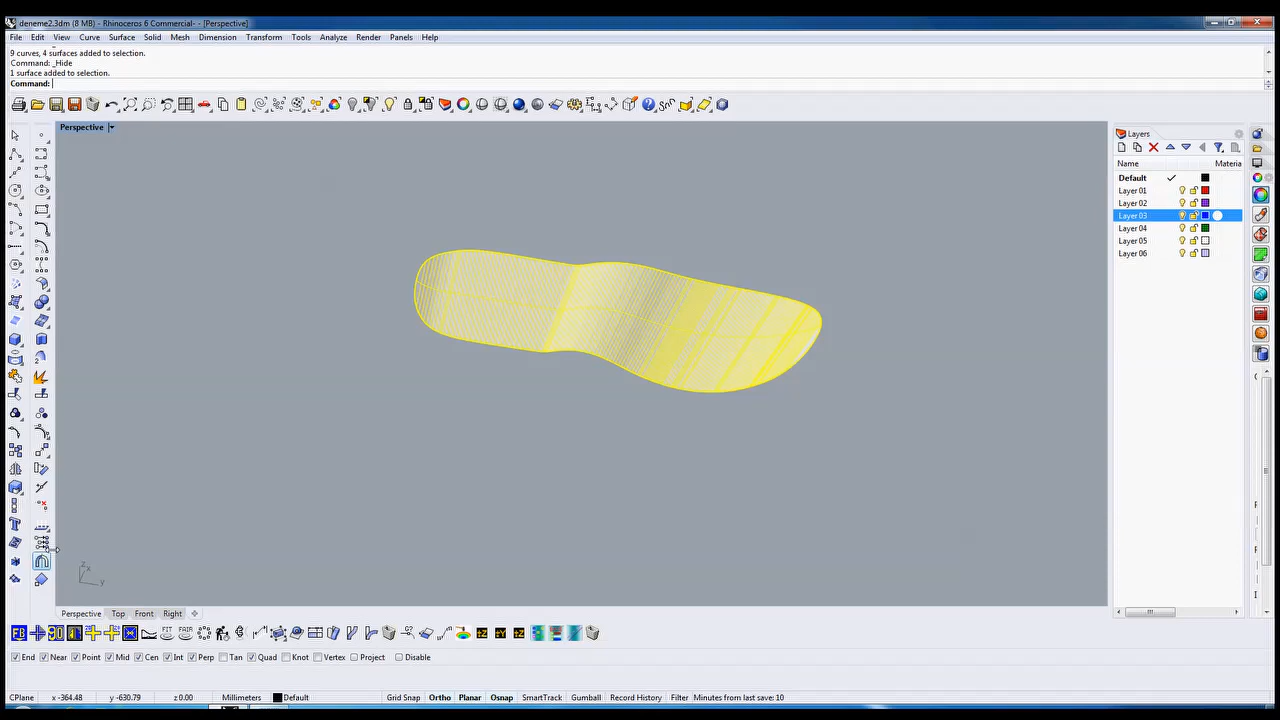 deneme2.3dm (8 MB) - Rhinoceros 6 Commercial- - [Perspective]
File Edit View Curve Surface Solid Mesh Dimension Transform Tools Analyze Render Panels Help
9 curves, 4 surfaces added to selection.
Command: _Hide
1 surface added to selection.
Command:
Perspective
Layers
Name Materia
Default
Layer 01
Layer 02
Layer 03
Layer 04
Layer 05
Layer 06
z x y
Perspective Top Front Right
End Near Point Mid Cen Int Perp Tan Quad Knot Vertex Project Disable
CPlane x -364.48 y -630.79 z 0.00 Millimeters Default Grid Snap Ortho Planar Osnap SmartTrack Gumball Record History Filter Minutes from last save: 10